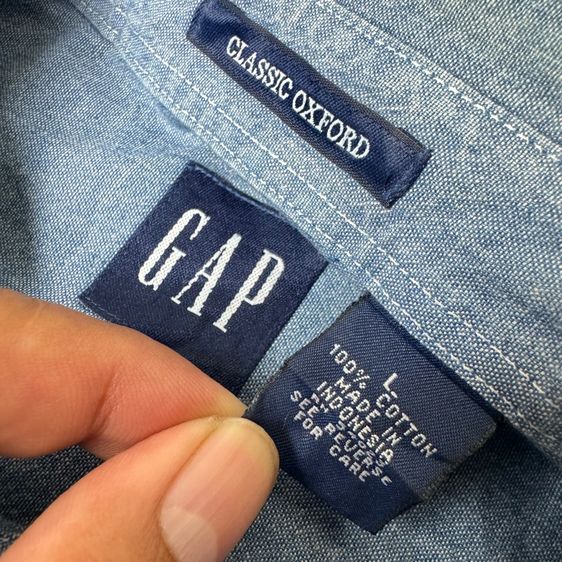 CLASSIC OXFORD
GAP
L
100% COTTON
MADE IN
INDONESIA
SEE REVERSE
FOR CARE